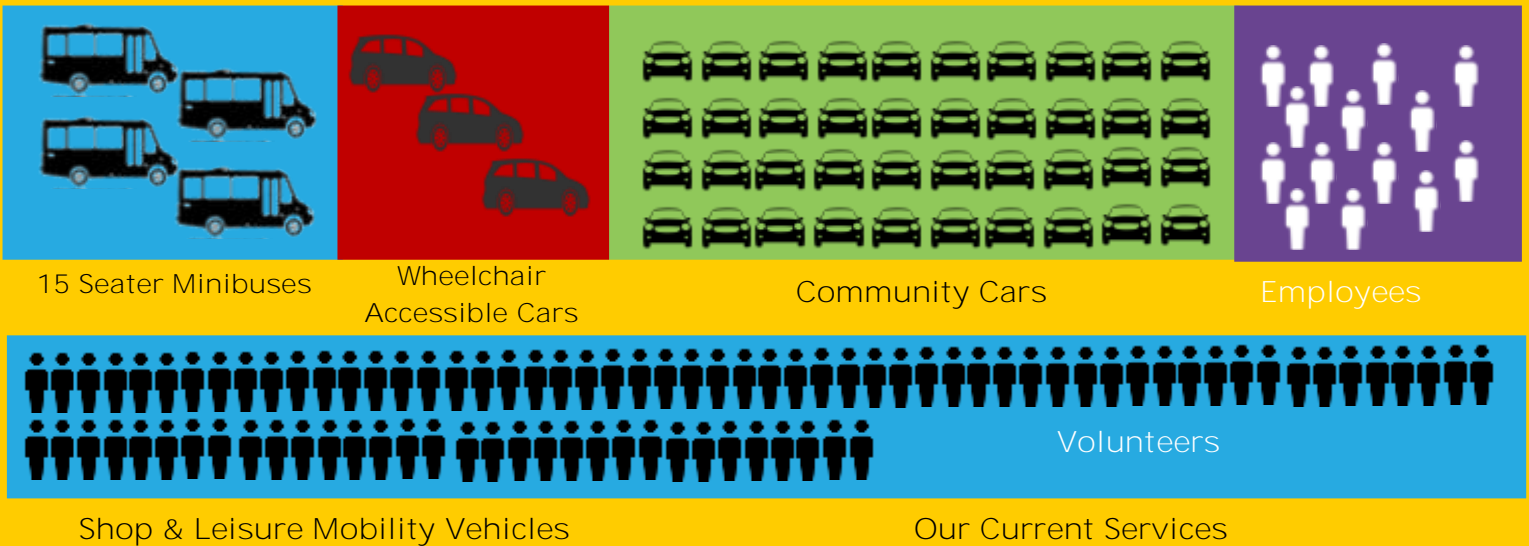 15 Seater Minibuses
Wheelchair
Accessible Cars
Community Cars
Employees
Volunteers
Shop & Leisure Mobility Vehicles
Our Current Services